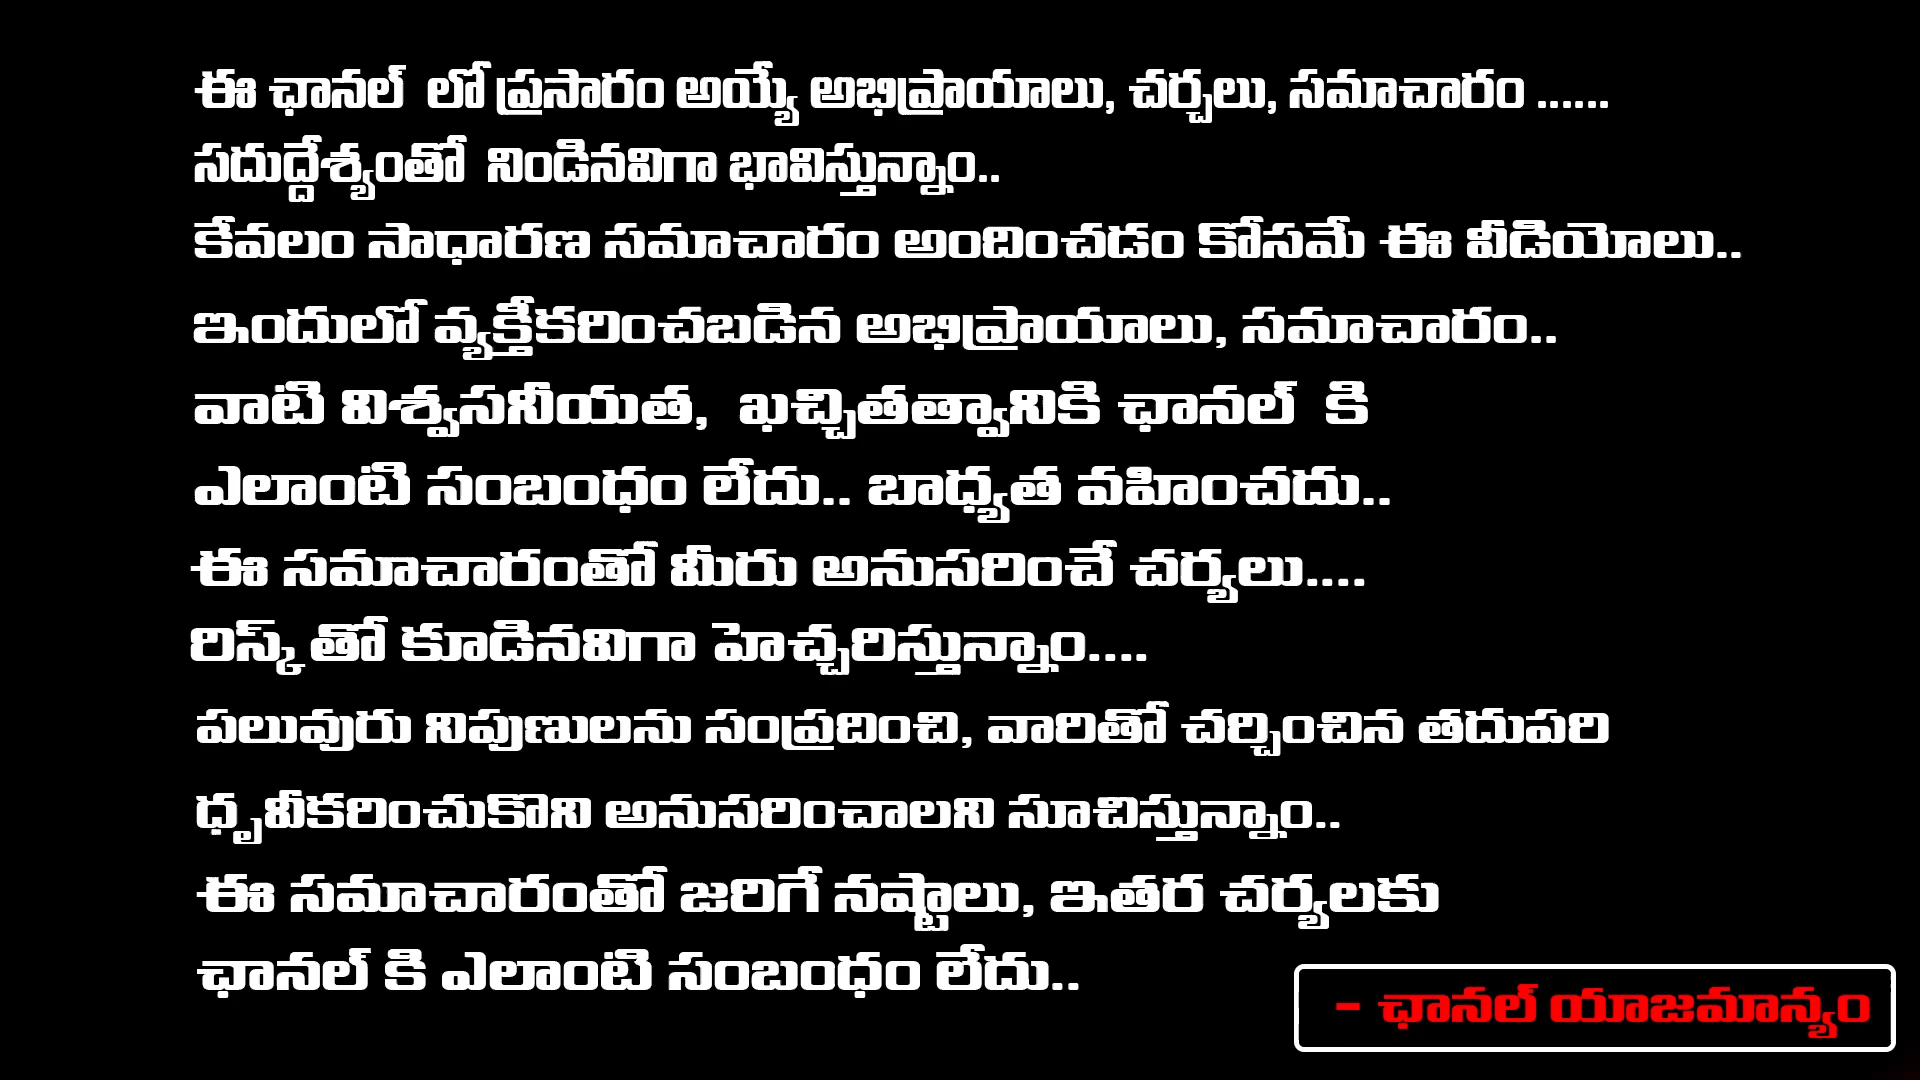 ఈ ఛానల్ లో ప్రసారం అయ్యే అభిప్రాయాలు, చర్చలు, సమాచారం ......
సదుద్దేశ్యంతో నిండినవిగా భావిస్తున్నాం..
కేవలం సాధారణ సమాచారం అందించడం కోసమే ఈ వీడియోలు..
ఇందులో వ్యక్తీకరించబడిన అభిప్రాయాలు, సమాచారం..
వాటి విశ్వసనీయత, ఖచ్చితత్వానికి ఛానల్ కి
ఎలాంటి సంబంధం లేదు.. బాధ్యత వహించదు..
ఈ సమాచారంతో మీరు అనుసరించే చర్యలు....
రిస్క్ తో కూడినవిగా హెచ్చరిస్తున్నాం....
పలువురు నిపుణులను సంప్రదించి, వారితో చర్చించిన తదుపరి
ధృవీకరించుకొని అనుసరించాలని సూచిస్తున్నాం..
ఈ సమాచారంతో జరిగే నష్టాలు, ఇతర చర్యలకు
ఛానల్ కి ఎలాంటి సంబంధం లేదు..
- ఛానల్ యాజమాన్యం